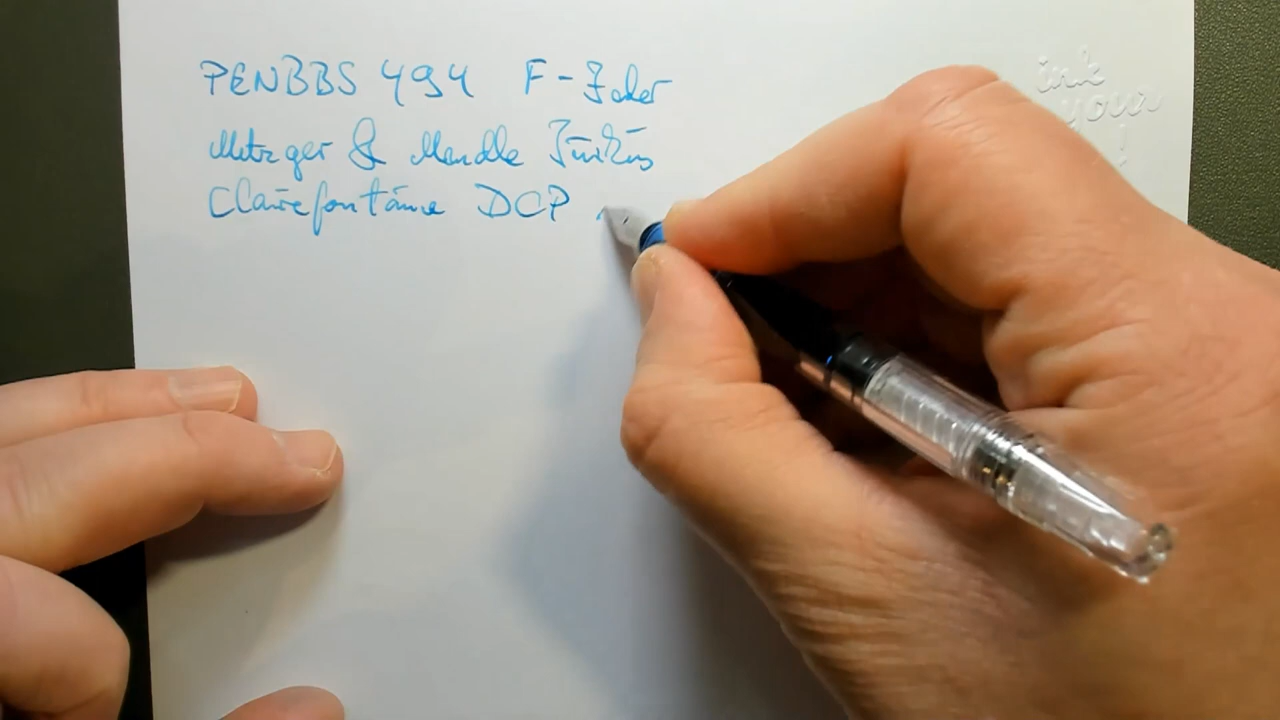 PENBBS 494 F-Feder
Metzger & Mendle Türkis
Clairefontaine DCP
ink
your
!